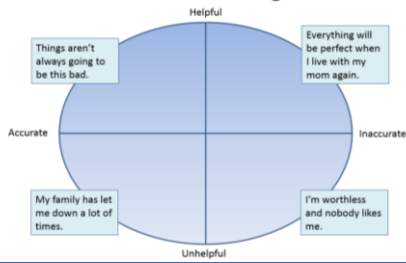 Helpful
Things aren't
always going to
be this bad.
Everything will
be perfect when
I live with my
mom again.
Accurate
Inaccurate
My family has let
me down a lot of
times.
I'm worthless
and nobody likes
me.
Unhelpful